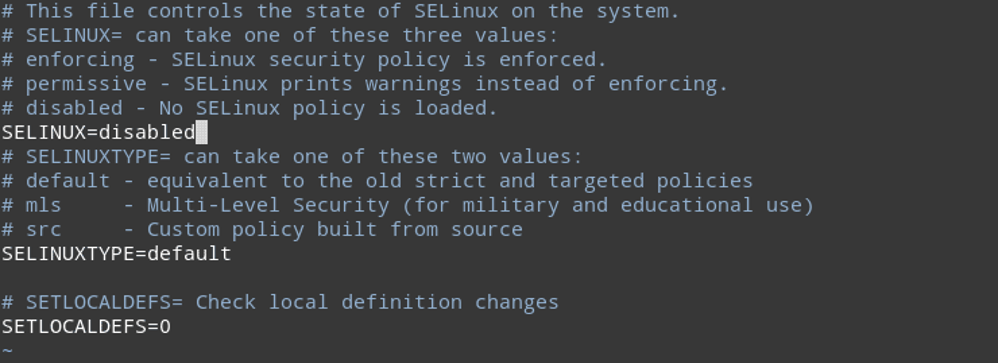 # This file controls the state of SELinux on the system.
# SELINUX= can take one of these three values:
# enforcing - SELinux security policy is enforced.
# permissive - SELinux prints warnings instead of enforcing.
# disabled - No SELinux policy is loaded.
SELINUX=disabled
# SELINUXTYPE= can take one of these two values:
# default - equivalent to the old strict and targeted policies
# mls     - Multi-Level Security (for military and educational use)
# src     - Custom policy built from source
SELINUXTYPE=default

# SETLOCALDEFS= Check local definition changes
SETLOCALDEFS=0
~